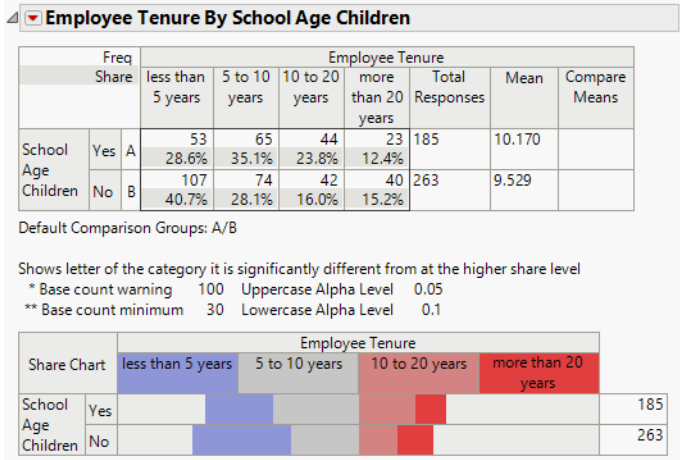 Employee Tenure By School Age Children
Freq Employee Tenure
Share less than 5 years 5 to 10 years 10 to 20 years more than 20 years Total Responses Mean Compare Means
School Age Children Yes A 53 65 44 23 185 10.170
28.6% 35.1% 23.8% 12.4%
No B 107 74 42 40 263 9.529
40.7% 28.1% 16.0% 15.2%
Default Comparison Groups: A/B
Shows letter of the category it is significantly different from at the higher share level
* Base count warning 100 Uppercase Alpha Level 0.05
** Base count minimum 30 Lowercase Alpha Level 0.1
Employee Tenure
Share Chart less than 5 years 5 to 10 years 10 to 20 years more than 20 years
School Age Children Yes 185
No 263